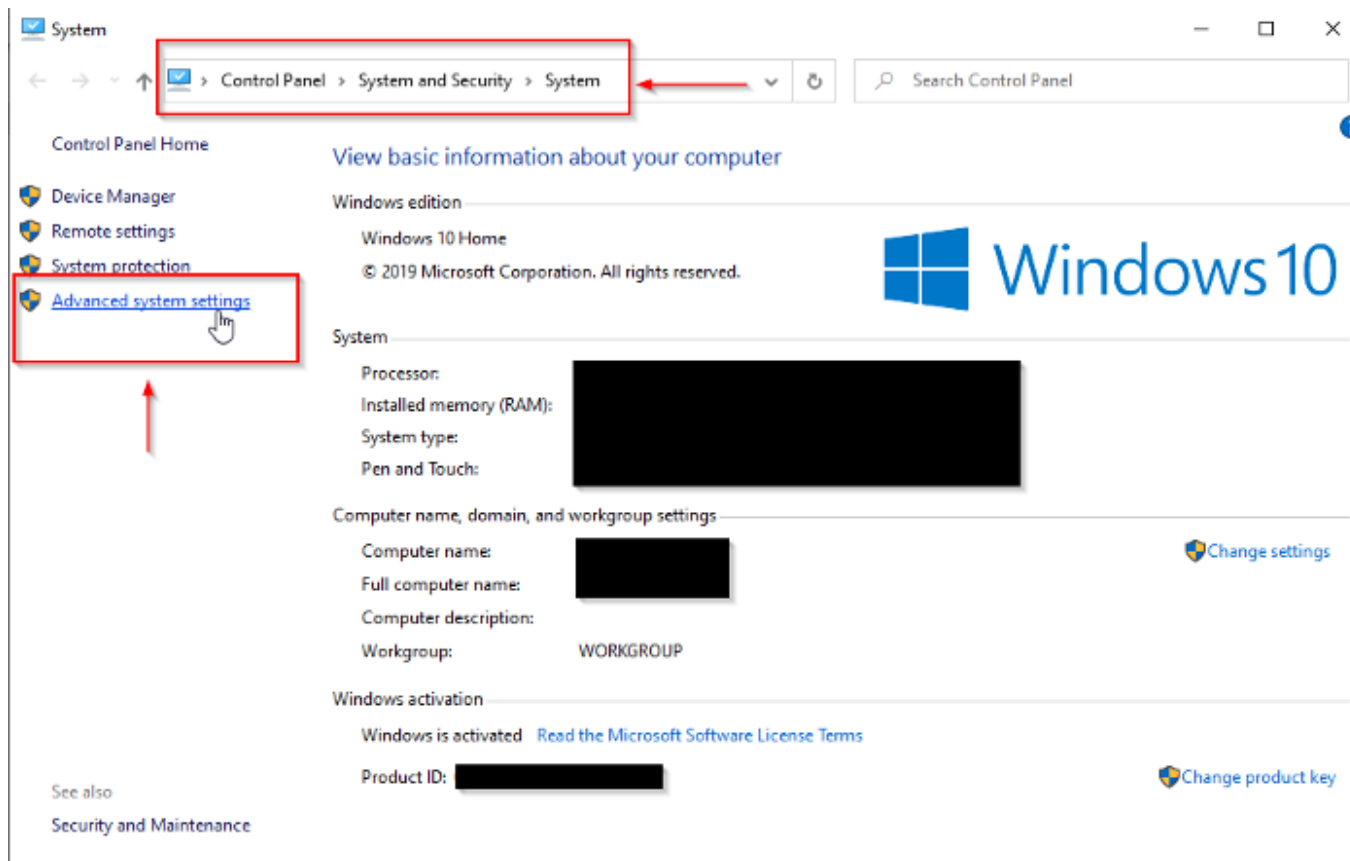 System
Control Panel > System and Security > System
Search Control Panel
Control Panel Home
Device Manager
Remote settings
System protection
Advanced system settings
See also
Security and Maintenance
View basic information about your computer
Windows edition
Windows 10 Home
© 2019 Microsoft Corporation. All rights reserved.
Windows 10
System
Processor:
Installed memory (RAM):
System type:
Pen and Touch:
Computer name, domain, and workgroup settings
Computer name:
Change settings
Full computer name:
Computer description:
Workgroup: WORKGROUP
Windows activation
Windows is activated Read the Microsoft Software License Terms
Product ID:
Change product key